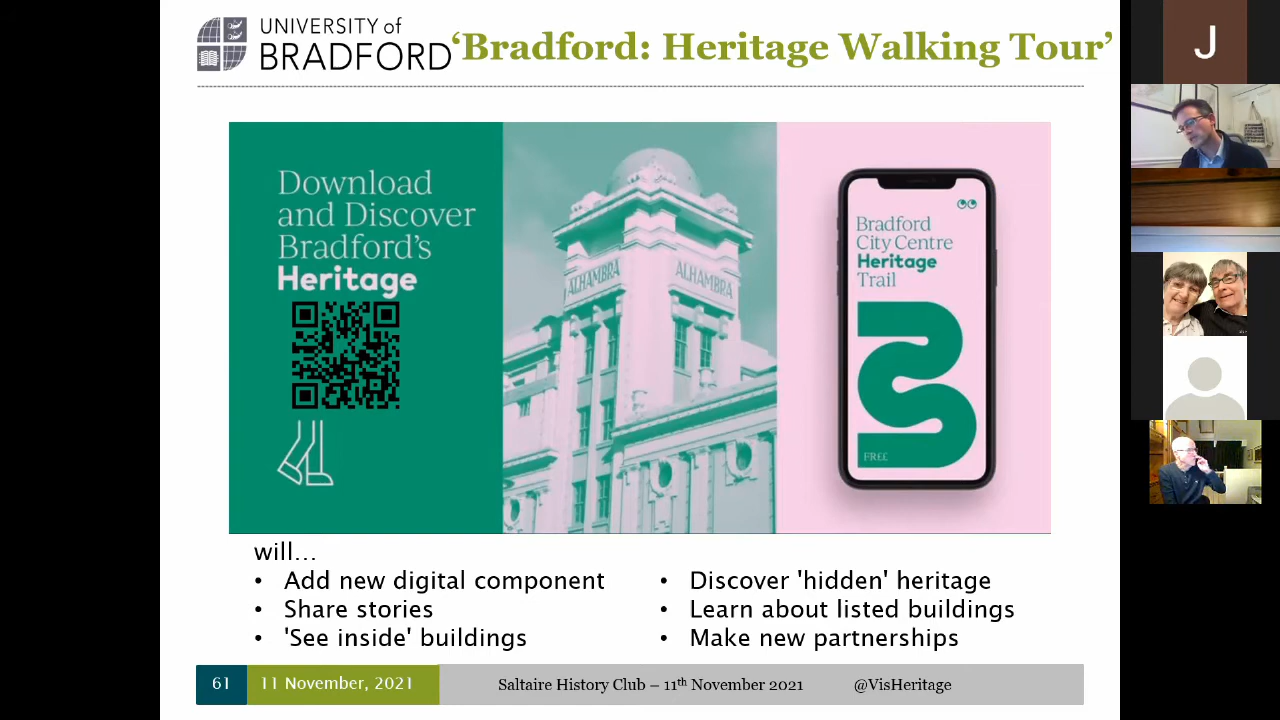 UNIVERSITY of
BRADFORD
‘Bradford: Heritage Walking Tour’
J
Download
and Discover
Bradford’s
Heritage
ALHAMBRA
ALHAMBRA
Bradford
City Centre
Heritage
Trail
FREE
will...
• Add new digital component
• Share stories
• 'See inside' buildings
• Discover 'hidden' heritage
• Learn about listed buildings
• Make new partnerships
61
11 November, 2021
Saltaire History Club – 11th November 2021
@VisHeritage